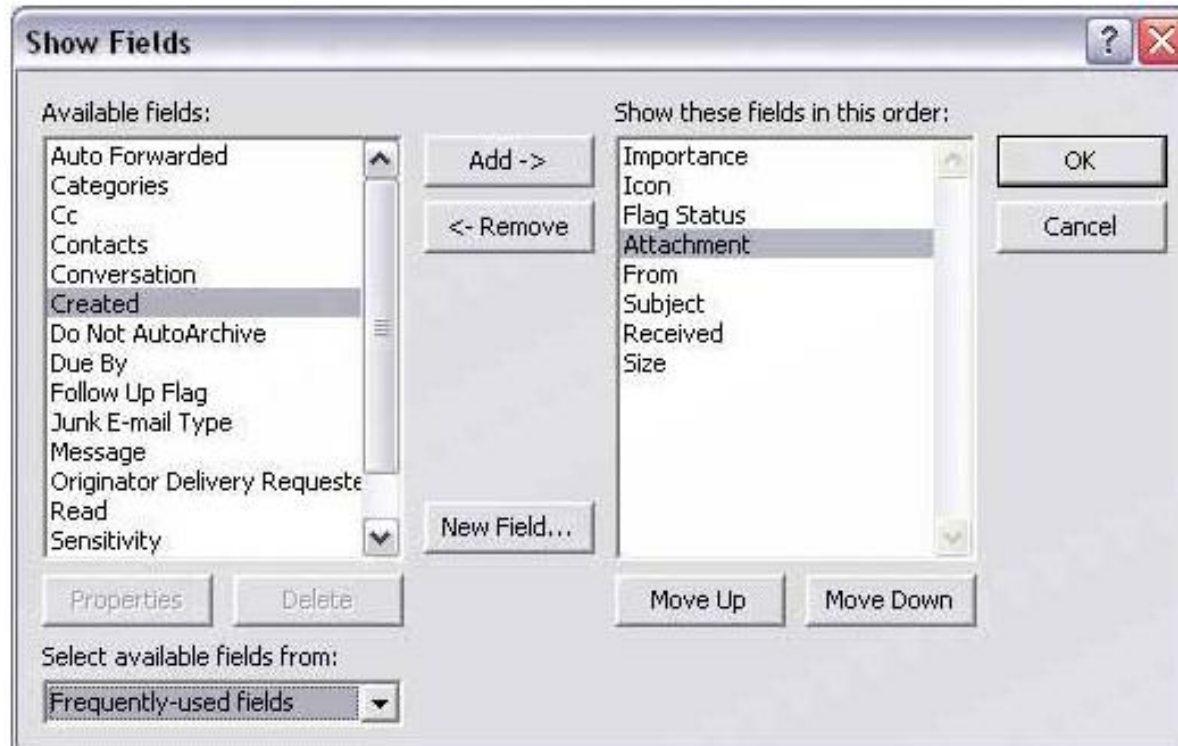 Show Fields
Available fields:
Auto Forwarded
Categories
Cc
Contacts
Conversation
Created
Do Not AutoArchive
Due By
Follow Up Flag
Junk E-mail Type
Message
Originator Delivery Requeste
Read
Sensitivity
Add ->
<- Remove
New Field...
Show these fields in this order:
Importance
Icon
Flag Status
Attachment
From
Subject
Received
Size
OK
Cancel
Properties
Delete
Move Up
Move Down
Select available fields from:
Frequently-used fields